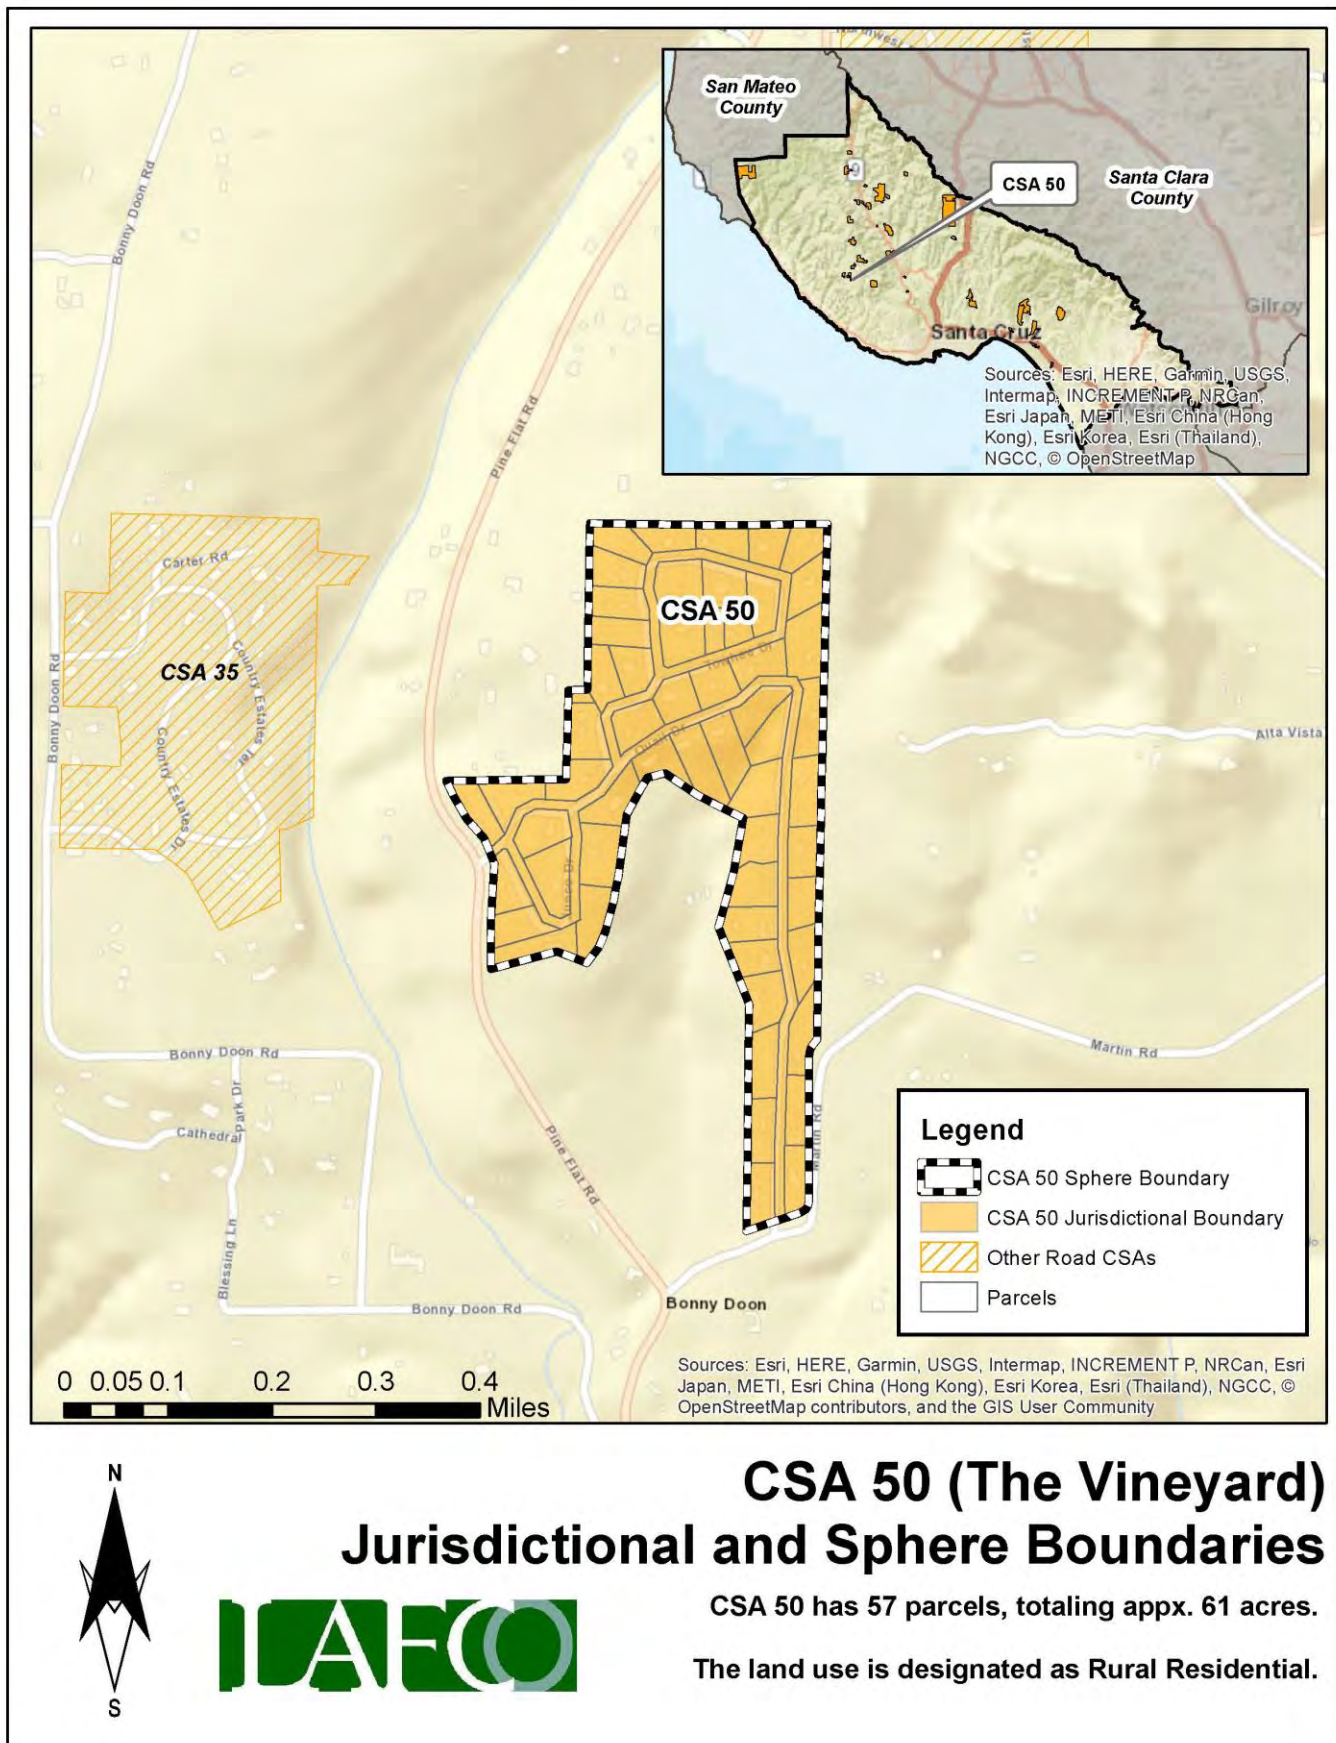 San Mateo
County
9
CSA 50
Santa Clara
County
Gilroy
Santa Cruz
Sources: Esri, HERE, Garmin, USGS,
Intermap, INCREMENT P, NRCan,
Esri Japan, METI, Esri China (Hong
Kong), Esri Korea, Esri (Thailand),
NGCC, © OpenStreetMap
Bonny Doon Rd
Pine Flat Rd
Carter Rd
CSA 35
Country Estates Ter
Country Estates Dr
Bonny Doon Rd
CSA 50
Towhee Dr
Quail Dr
Alta Vista
Bonny Doon Rd
Park Dr
Cathedral
Blessing Ln
Bonny Doon Rd
Pine Flat Rd
Martin Rd
Martin Rd
Bonny Doon
Legend
CSA 50 Sphere Boundary
CSA 50 Jurisdictional Boundary
Other Road CSAs
Parcels
Sources: Esri, HERE, Garmin, USGS, Intermap, INCREMENT P, NRCan, Esri
Japan, METI, Esri China (Hong Kong), Esri Korea, Esri (Thailand), NGCC, ©
OpenStreetMap contributors, and the GIS User Community
0 0.05 0.1 0.2 0.3 0.4
Miles
N
S
CSA 50 (The Vineyard)
Jurisdictional and Sphere Boundaries
LAFCO
CSA 50 has 57 parcels, totaling appx. 61 acres.
The land use is designated as Rural Residential.